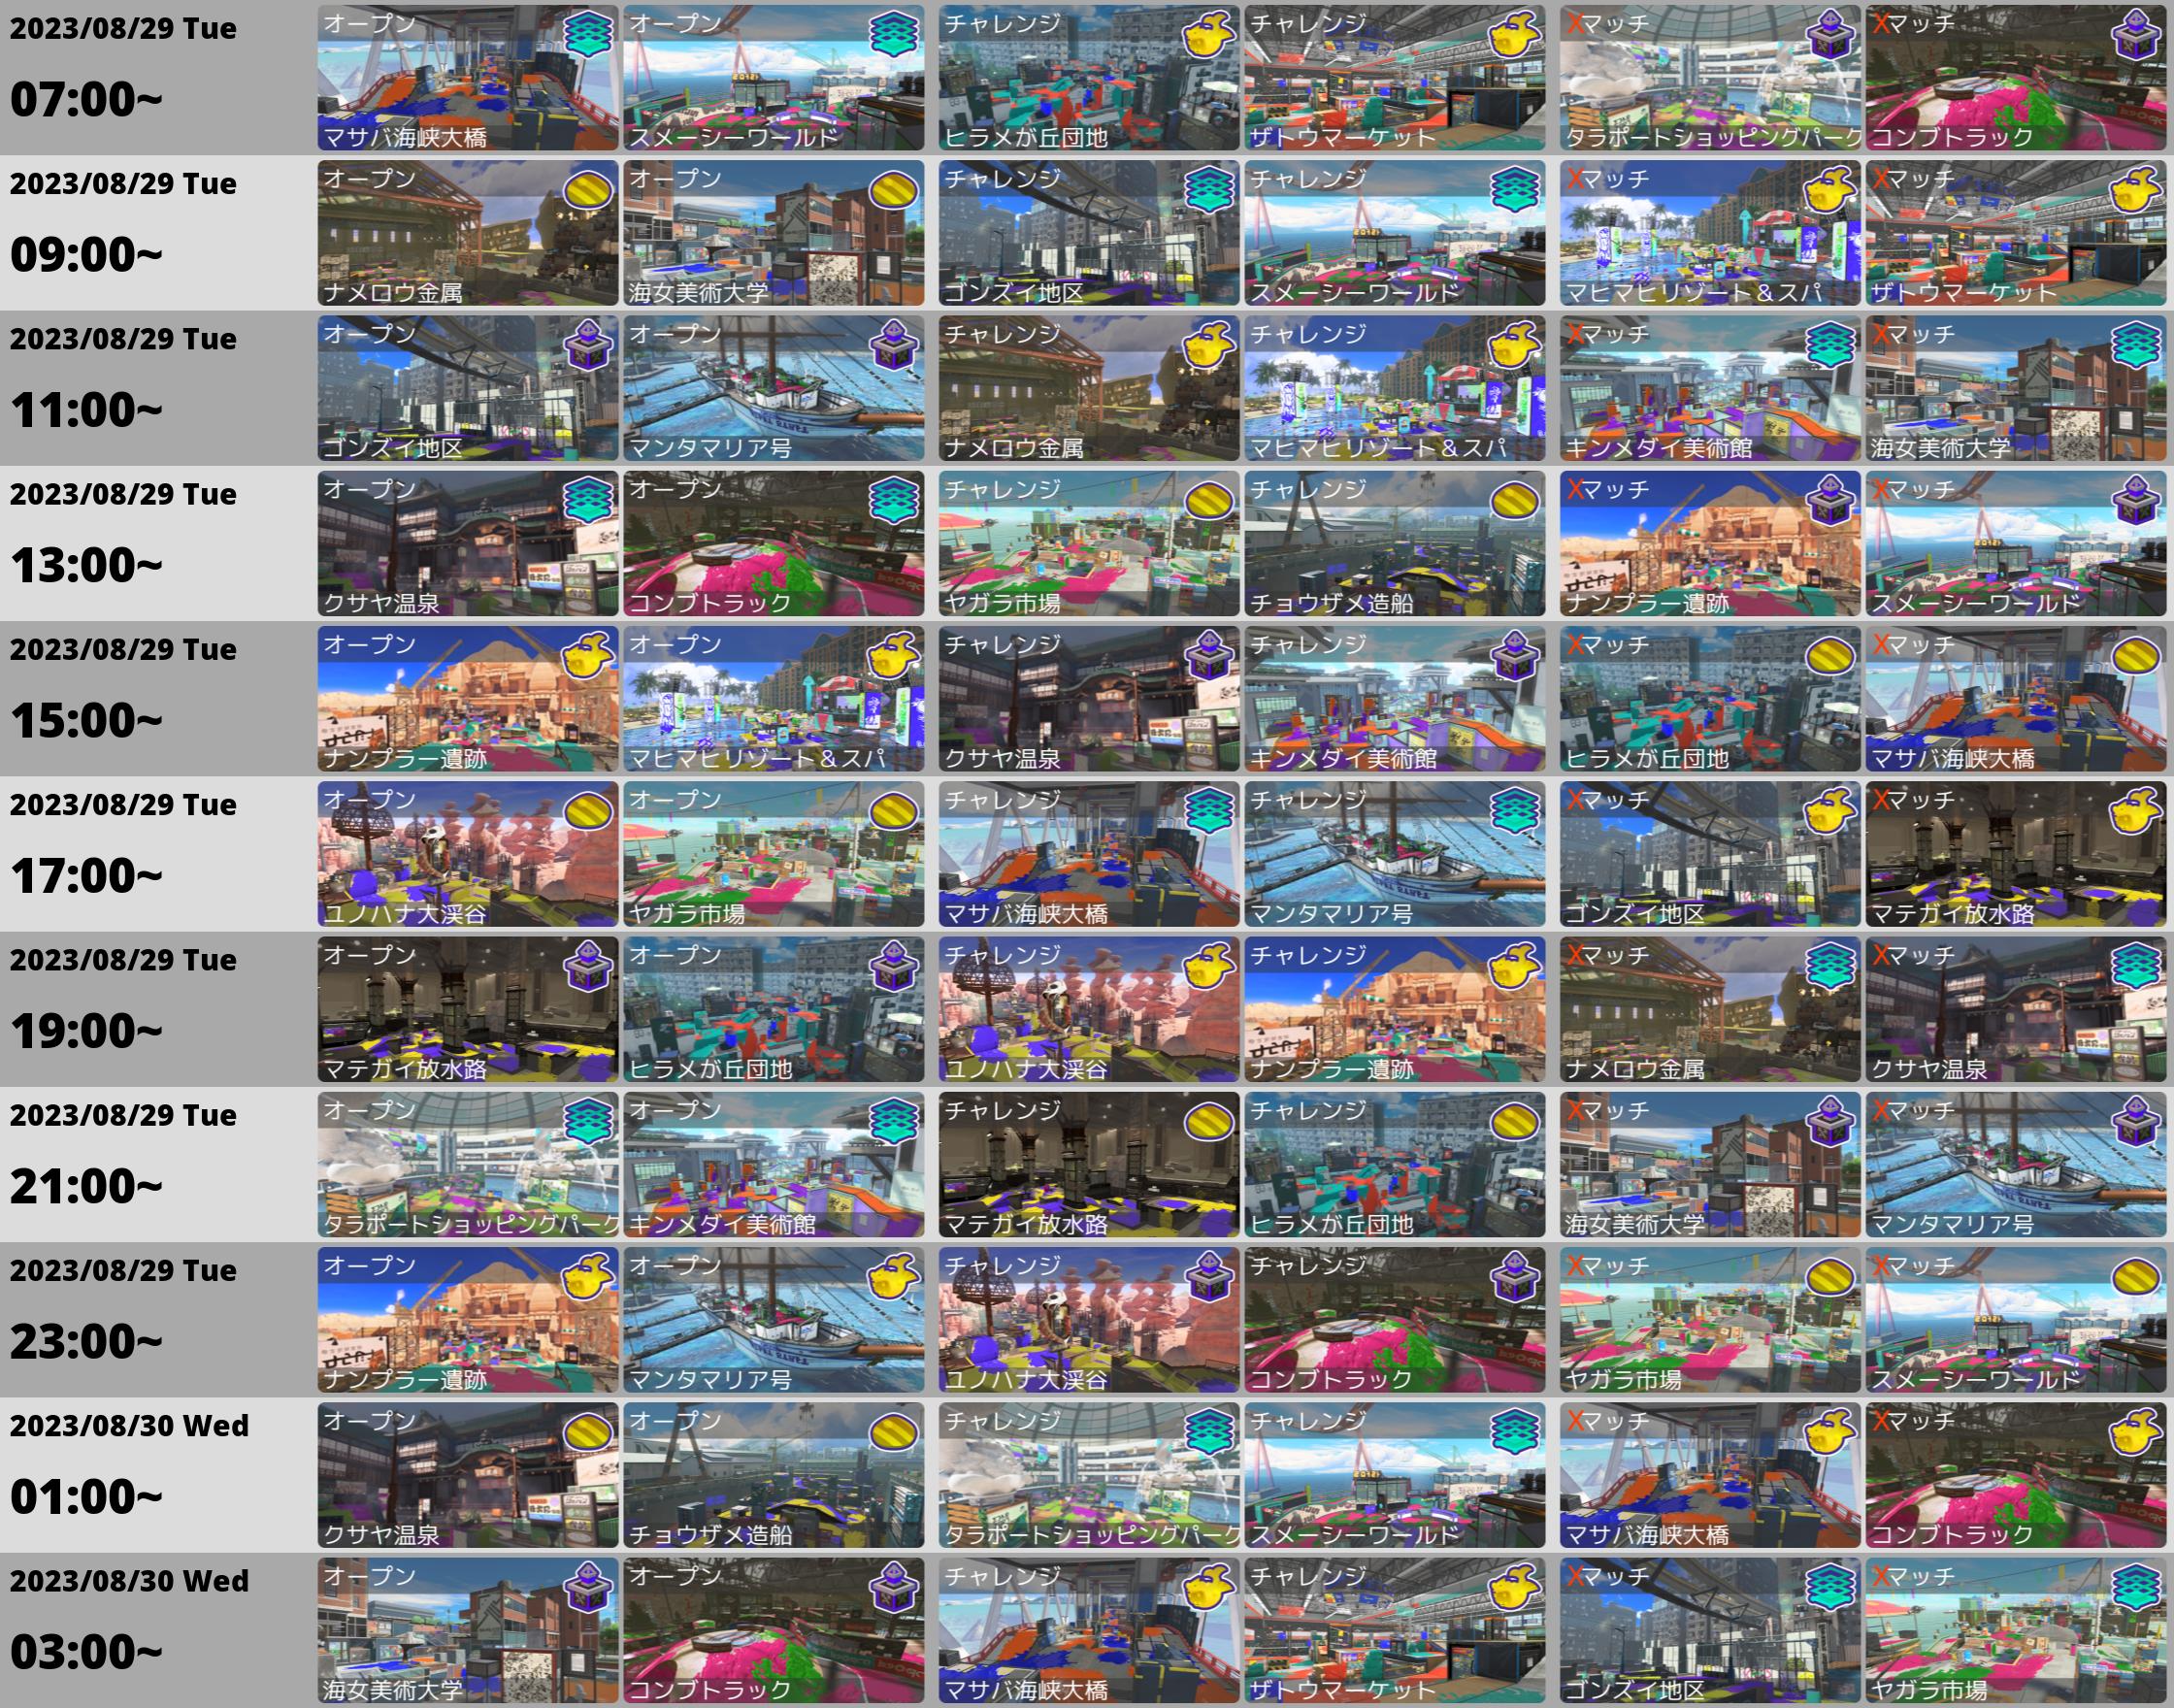 2023/08/29 Tue
07:00~
オープン
マサバ海峡大橋
オープン
スメーシーワールド
チャレンジ
ヒラメが丘団地
チャレンジ
ザトウマーケット
Xマッチ
タラポートショッピングパーク
Xマッチ
コンブトラック
2023/08/29 Tue
09:00~
オープン
ナメロウ金属
オープン
海女美術大学
チャレンジ
ゴンズイ地区
チャレンジ
スメーシーワールド
Xマッチ
マヒマヒリゾート＆スパ
Xマッチ
ザトウマーケット
2023/08/29 Tue
11:00~
オープン
ゴンズイ地区
オープン
マンタマリア号
チャレンジ
ナメロウ金属
チャレンジ
マヒマヒリゾート＆スパ
Xマッチ
キンメダイ美術館
Xマッチ
海女美術大学
2023/08/29 Tue
13:00~
オープン
クサヤ温泉
オープン
コンブトラック
チャレンジ
ヤガラ市場
チャレンジ
チョウザメ造船
Xマッチ
ナンプラー遺跡
Xマッチ
スメーシーワールド
2023/08/29 Tue
15:00~
オープン
ナンプラー遺跡
オープン
マヒマヒリゾート＆スパ
チャレンジ
クサヤ温泉
チャレンジ
キンメダイ美術館
Xマッチ
ヒラメが丘団地
Xマッチ
マサバ海峡大橋
2023/08/29 Tue
17:00~
オープン
ユノハナ大渓谷
オープン
ヤガラ市場
チャレンジ
マサバ海峡大橋
チャレンジ
マンタマリア号
Xマッチ
ゴンズイ地区
Xマッチ
マテガイ放水路
2023/08/29 Tue
19:00~
オープン
マテガイ放水路
オープン
ヒラメが丘団地
チャレンジ
ユノハナ大渓谷
チャレンジ
ナンプラー遺跡
Xマッチ
ナメロウ金属
Xマッチ
クサヤ温泉
2023/08/29 Tue
21:00~
オープン
タラポートショッピングパーク
オープン
キンメダイ美術館
チャレンジ
マテガイ放水路
チャレンジ
ヒラメが丘団地
Xマッチ
海女美術大学
Xマッチ
マンタマリア号
2023/08/29 Tue
23:00~
オープン
ナンプラー遺跡
オープン
マンタマリア号
チャレンジ
ユノハナ大渓谷
チャレンジ
コンブトラック
Xマッチ
ヤガラ市場
Xマッチ
スメーシーワールド
2023/08/30 Wed
01:00~
オープン
クサヤ温泉
オープン
チョウザメ造船
チャレンジ
タラポートショッピングパーク
チャレンジ
スメーシーワールド
Xマッチ
マサバ海峡大橋
Xマッチ
コンブトラック
2023/08/30 Wed
03:00~
オープン
海女美術大学
オープン
コンブトラック
チャレンジ
マサバ海峡大橋
チャレンジ
ザトウマーケット
Xマッチ
ゴンズイ地区
Xマッチ
ヤガラ市場